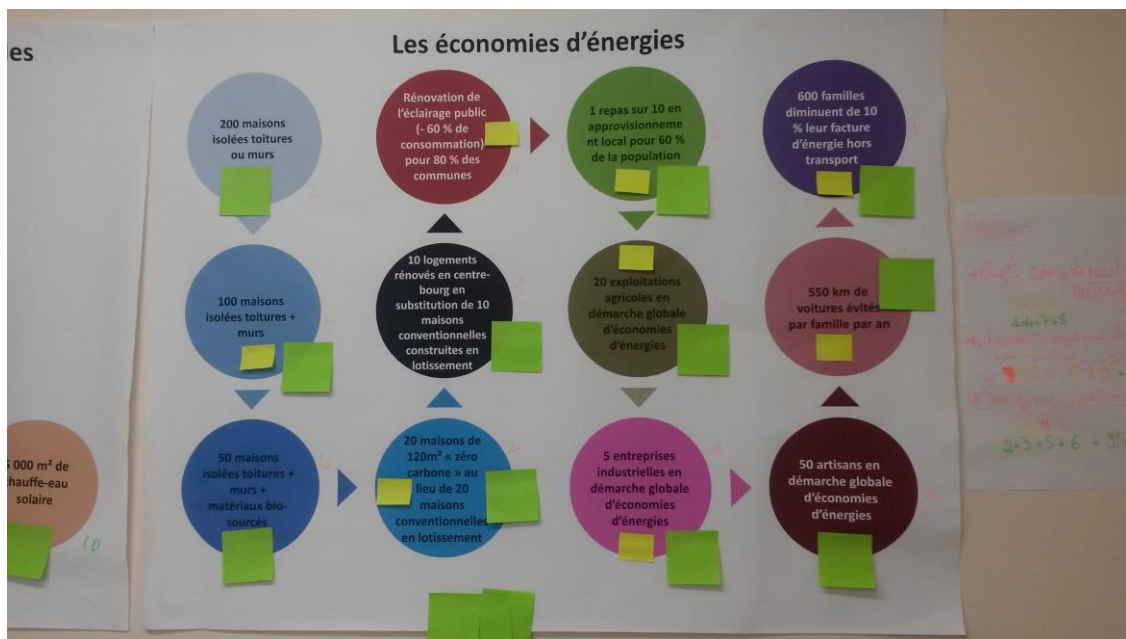 es
Les économies d'énergies
200 maisons
isolées toitures
ou murs
Rénovation de
l'éclairage public
(- 60 % de
consommation)
pour 80 % des
communes
1 repas sur 10 en
approvisionneme
nt local pour 60 %
de la population
600 familles
diminuent de 10
% leur facture
d'énergie hors
transport
100 maisons
isolées toitures +
murs
10 logements
rénovés en centre-
bourg en
substitution de 10
maisons
conventionnelles
construites en
lotissement
20 exploitations
agricoles en
démarche globale
d'économies
d'énergies
550 km de
voitures évités
par famille par an
50 maisons
isolées toitures +
murs +
matériaux bio-
sourcés
20 maisons de
120m² « zéro
carbone » au
lieu de 20
maisons
conventionnelles
en lotissement
5 entreprises
industrielles en
démarche globale
d'économies
d'énergies
50 artisans en
démarche globale
d'économies
d'énergies
000 m² de
chauffe-eau
solaire
10
2+3+5+6+